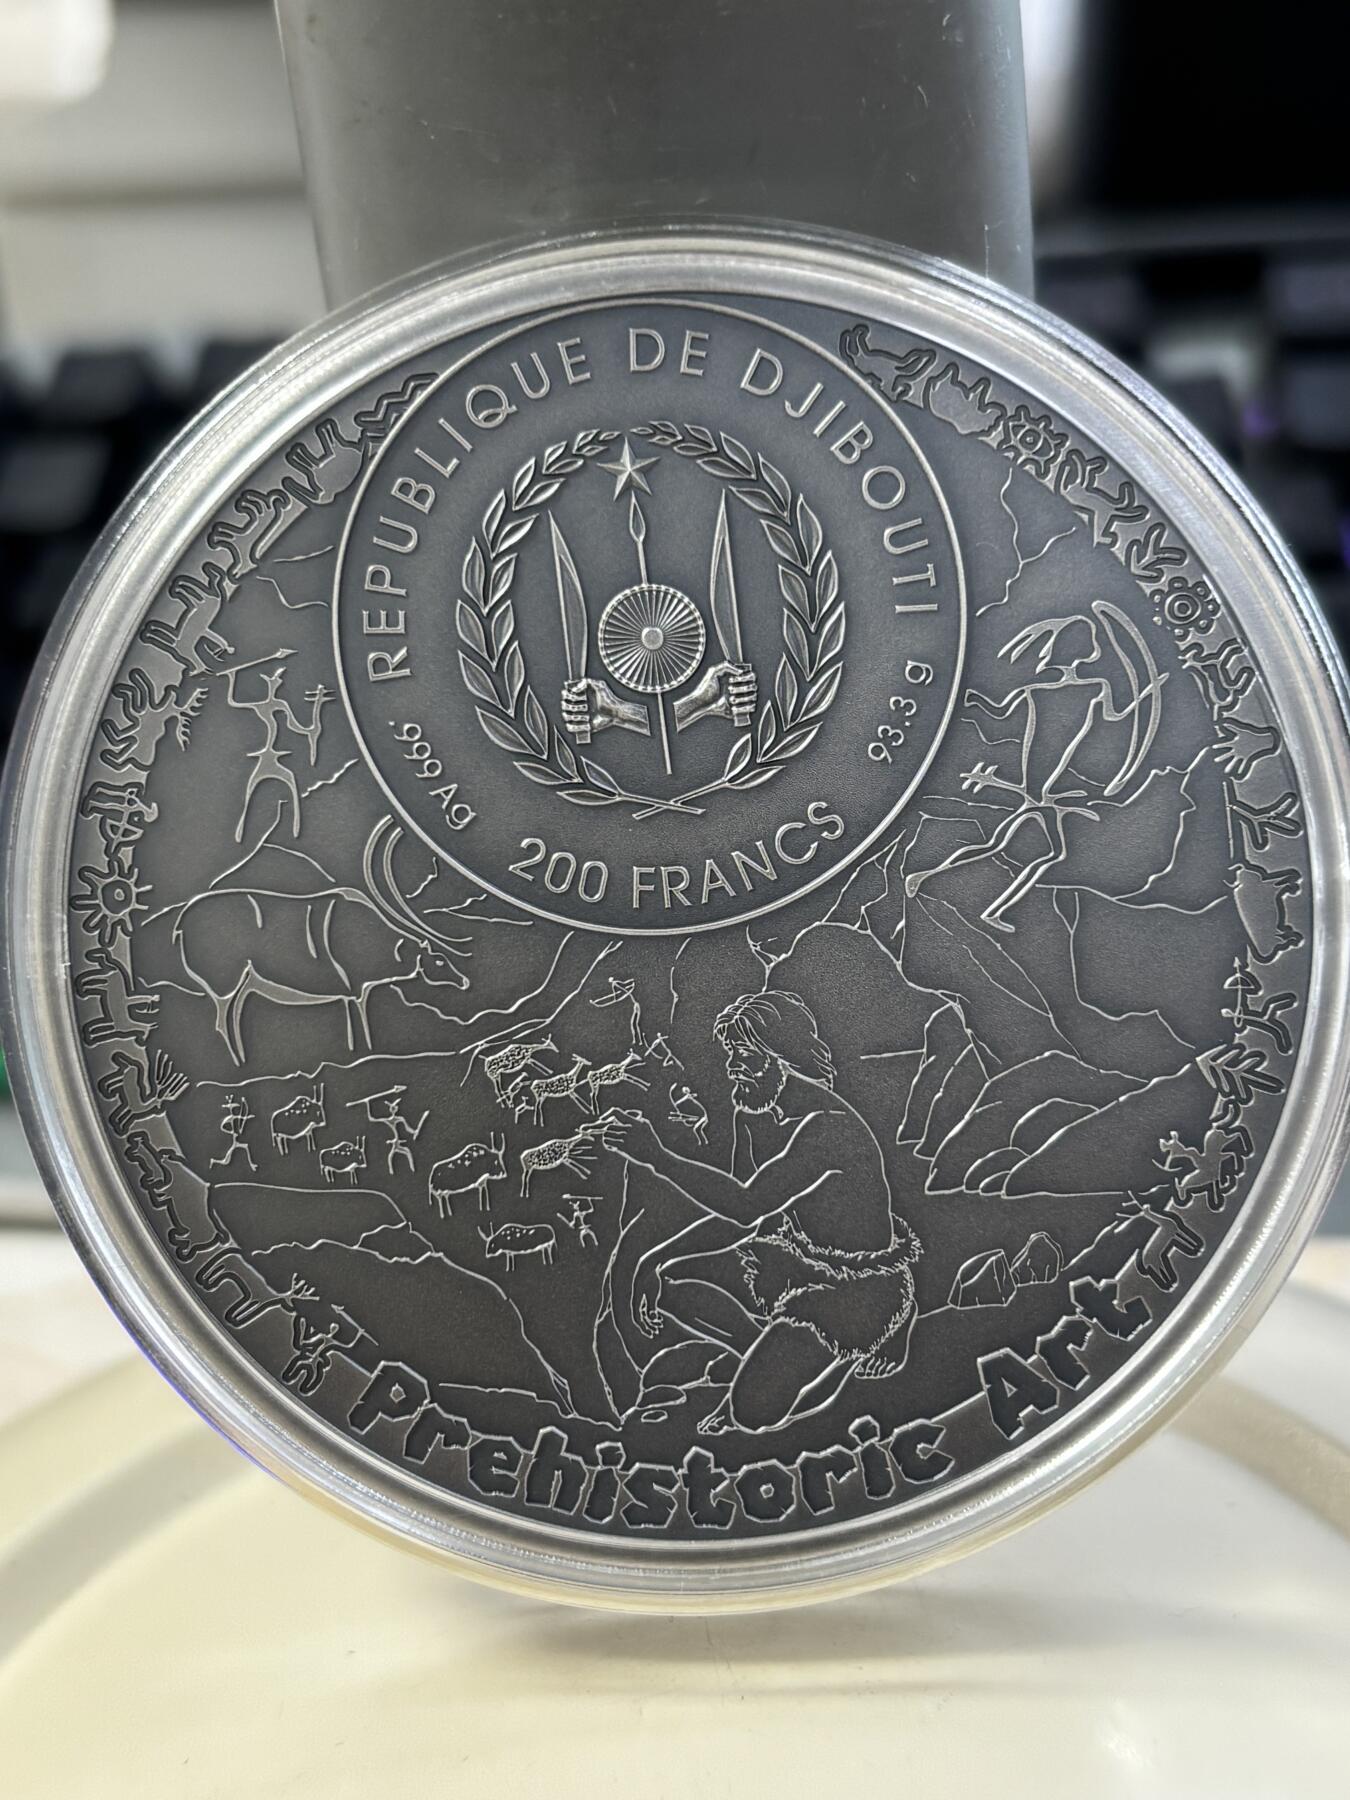 REPUBLIQUE DE DJIBOUTI
.999 Ag
93.3 g
200 FRANCS
Prehistoric Art